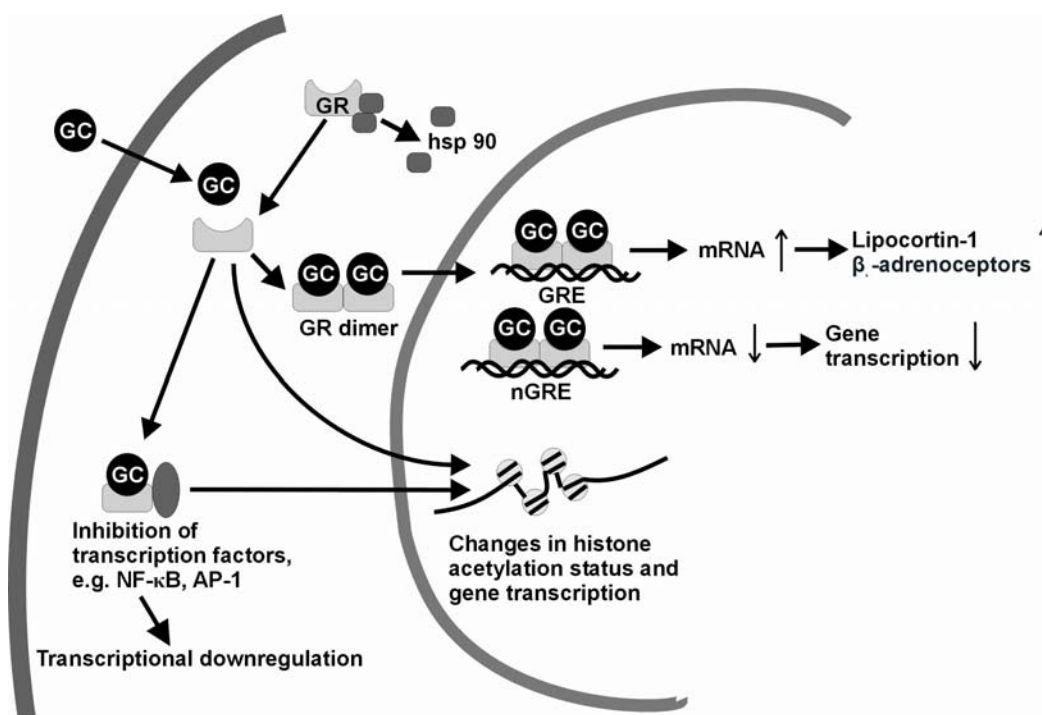 GR
hsp 90
GC
GC
GC GC
GR dimer
GC GC
GRE
mRNA
Lipocortin-1
β -adrenoceptors
GC GC
nGRE
mRNA
Gene
transcription
GC
Inhibition of
transcription factors,
e.g. NF-κB, AP-1
Transcriptional downregulation
Changes in histone
acetylation status and
gene transcription